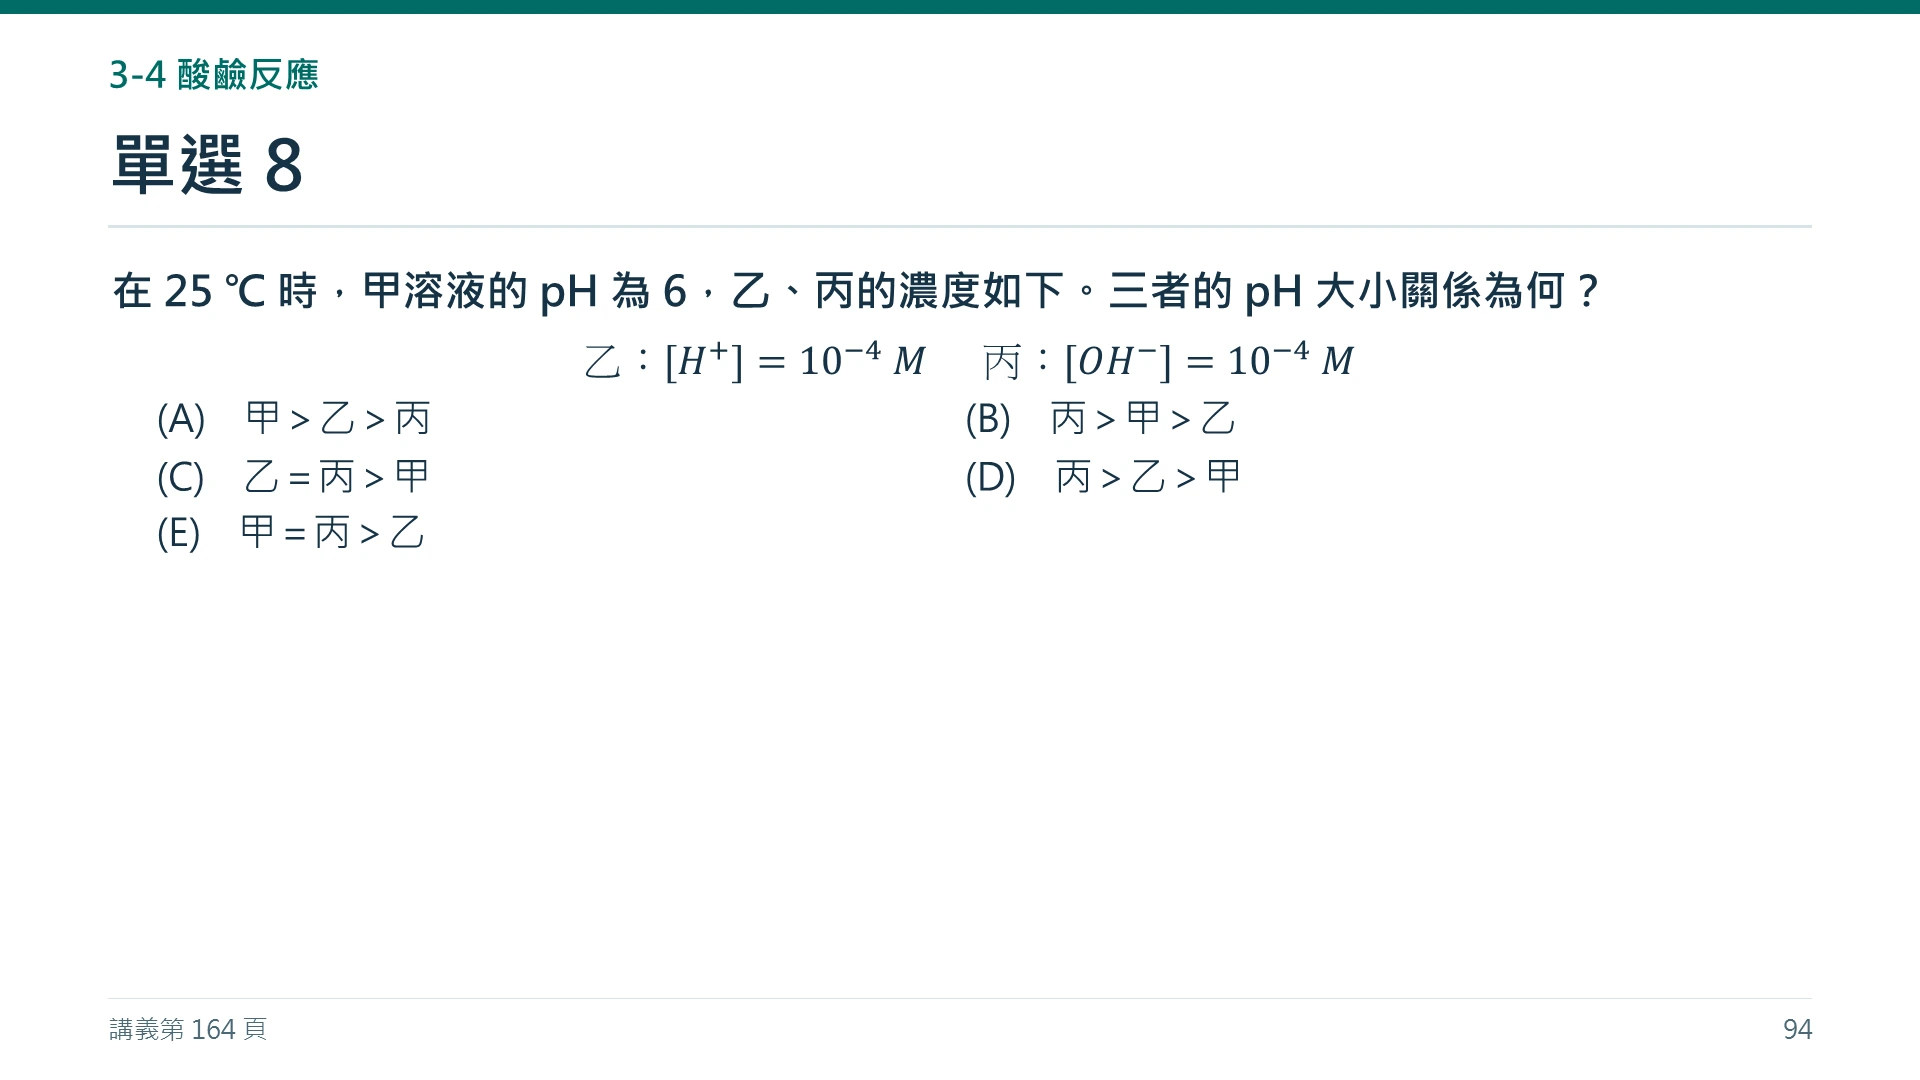 3-4 酸鹼反應
單選 8
在 25 ℃ 時，甲溶液的 pH 為 6，乙、丙的濃度如下。三者的 pH 大小關係為何？
乙：[H⁺] = 10⁻⁴ M　丙：[OH⁻] = 10⁻⁴ M
(A)　甲 > 乙 > 丙　(B)　丙 > 甲 > 乙
(C)　乙 = 丙 > 甲　(D)　丙 > 乙 > 甲
(E)　甲 = 丙 > 乙
講義第 164 頁　94